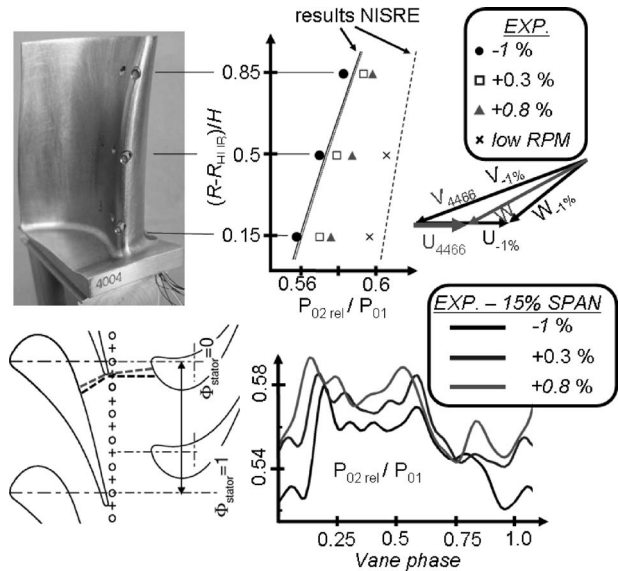 results NISRE
EXP.
-1 %
+0.3 %
+0.8 %
low RPM
(R-R_HUB)/H
0.85
0.5
0.15
0.56
0.6
P02 rel / P01
V4466
V-1%
W
W-1%
U4466
U-1%
4004
EXP. – 15% SPAN
-1 %
+0.3 %
+0.8 %
Φstator=0
Φstator=1
0.58
0.54
P02 rel / P01
0.25
0.5
0.75
1.0
Vane phase